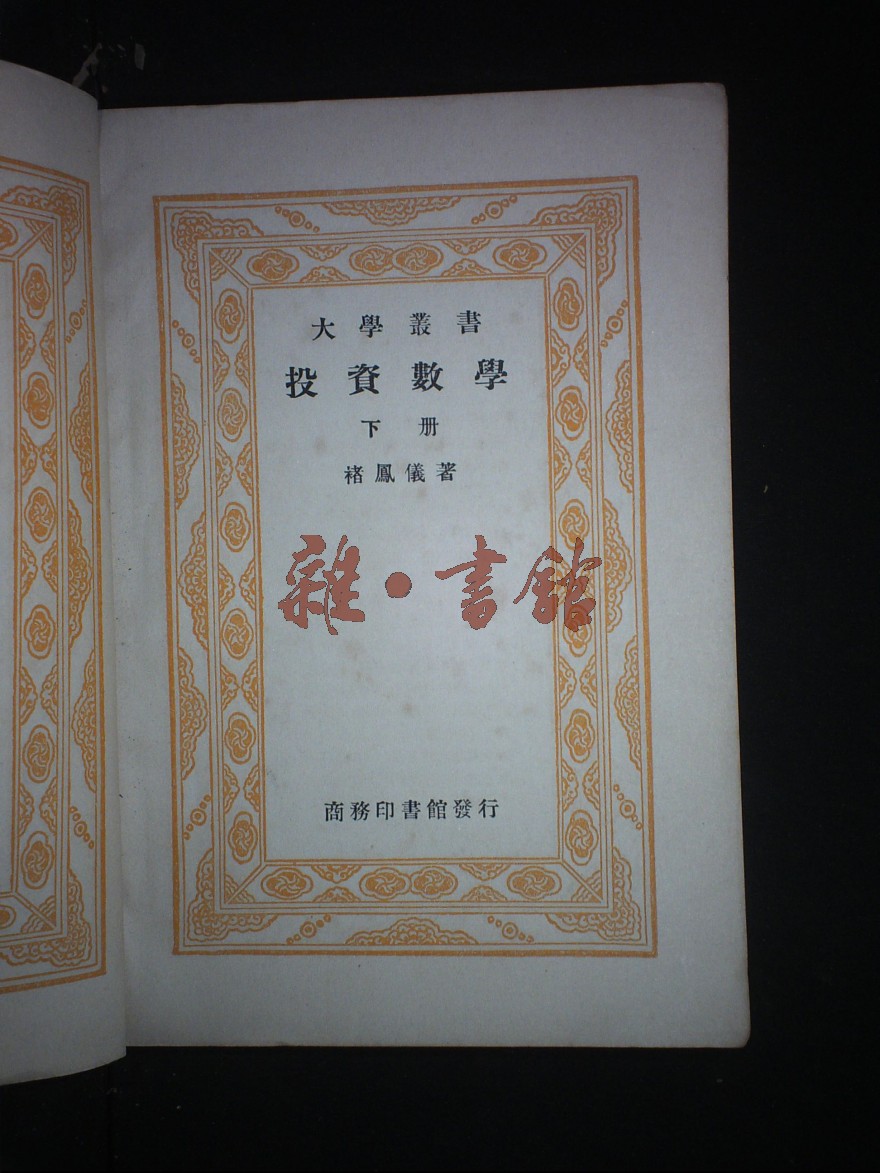 大學叢書
投資數學
下册
褚鳳儀著
雜·書館
商務印書館發行